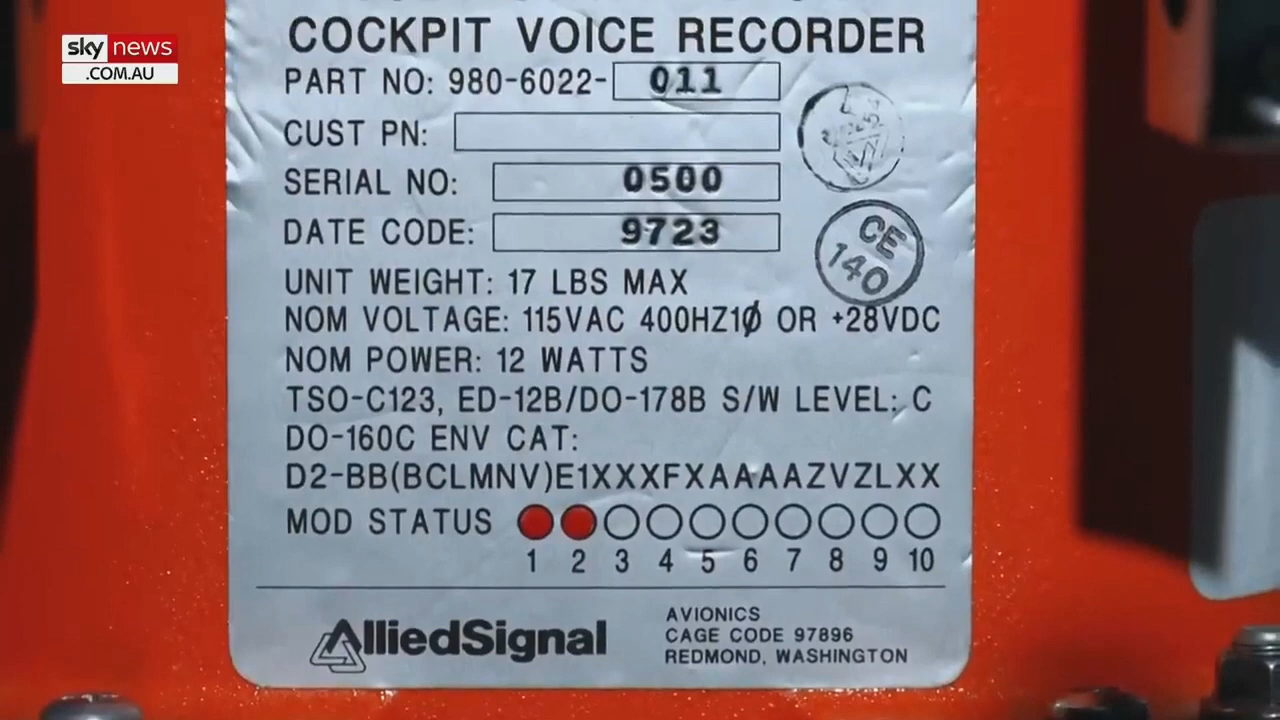 sky news
.COM.AU
COCKPIT VOICE RECORDER
PART NO: 980-6022- 011
CUST PN:
SERIAL NO: 0500
DATE CODE: 9723
CE
140
UNIT WEIGHT: 17 LBS MAX
NOM VOLTAGE: 115VAC 400HZ1Ø OR +28VDC
NOM POWER: 12 WATTS
TSO-C123, ED-12B/DO-178B S/W LEVEL: C
DO-160C ENV CAT:
D2-BB(BCLMNV)E1XXXFXAAAAZVZLXX
MOD STATUS
1 2 3 4 5 6 7 8 9 10
AlliedSignal
AVIONICS
CAGE CODE 97896
REDMOND, WASHINGTON